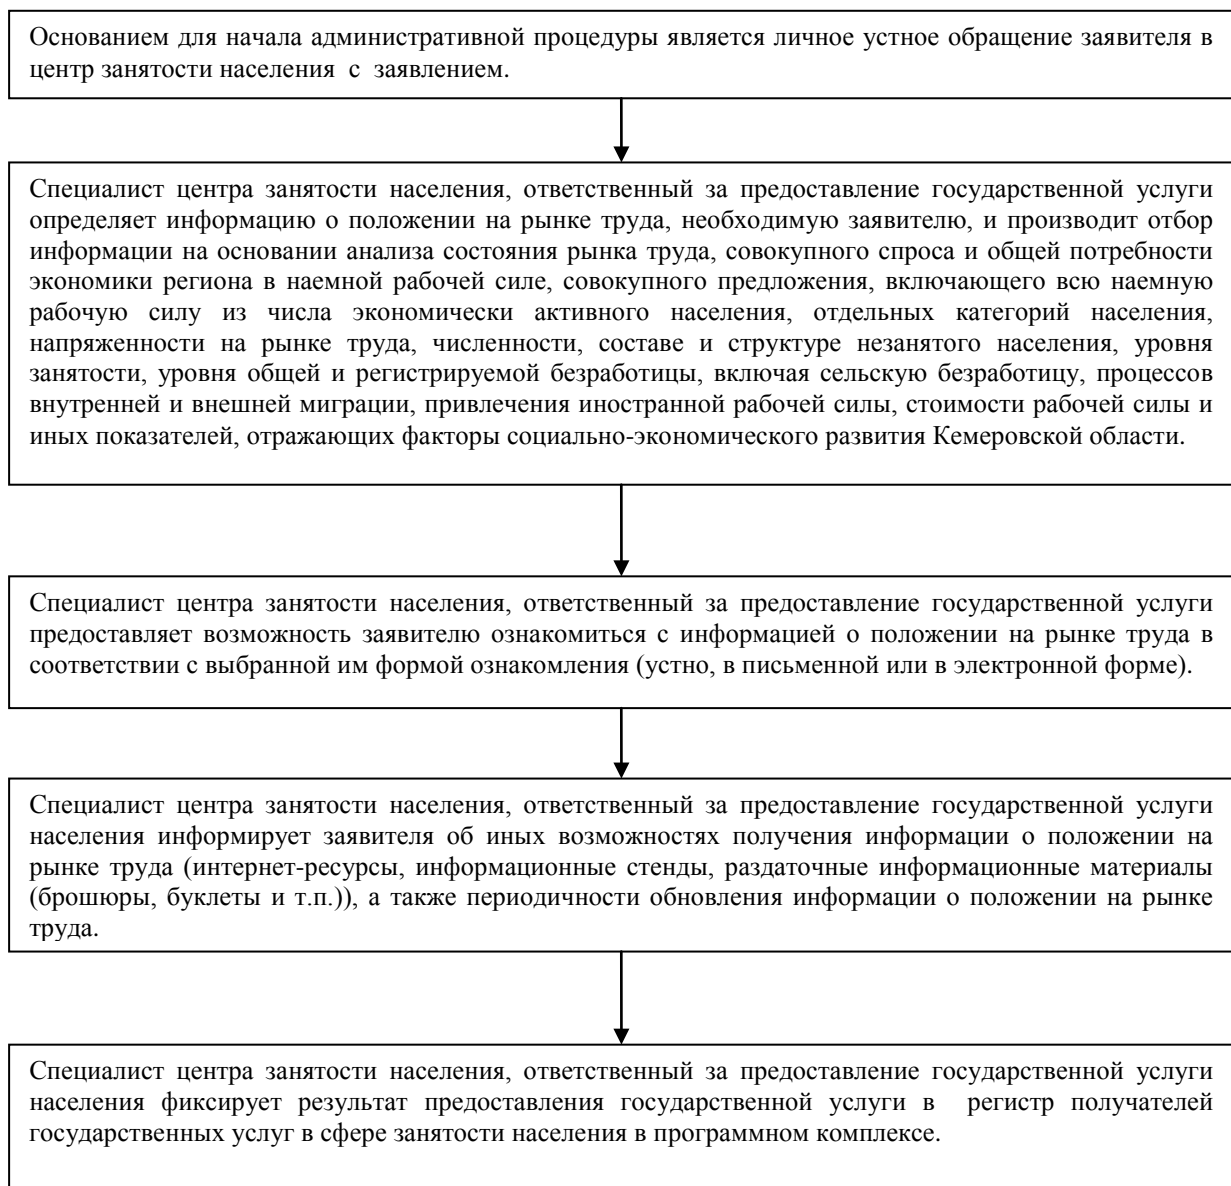 Основанием для начала административной процедуры является личное устное обращение заявителя в
центр занятости населения с заявлением.
Специалист центра занятости населения, ответственный за предоставление государственной услуги
определяет информацию о положении на рынке труда, необходимую заявителю, и производит отбор
информации на основании анализа состояния рынка труда, совокупного спроса и общей потребности
экономики региона в наемной рабочей силе, совокупного предложения, включающего всю наемную
рабочую силу из числа экономически активного населения, отдельных категорий населения,
напряженности на рынке труда, численности, составе и структуре незанятого населения, уровня
занятости, уровня общей и регистрируемой безработицы, включая сельскую безработицу, процессов
внутренней и внешней миграции, привлечения иностранной рабочей силы, стоимости рабочей силы и
иных показателей, отражающих факторы социально-экономического развития Кемеровской области.
Специалист центра занятости населения, ответственный за предоставление государственной услуги
предоставляет возможность заявителю ознакомиться с информацией о положении на рынке труда в
соответствии с выбранной им формой ознакомления (устно, в письменной или в электронной форме).
Специалист центра занятости населения, ответственный за предоставление государственной услуги
населения информирует заявителя об иных возможностях получения информации о положении на
рынке труда (интернет-ресурсы, информационные стенды, раздаточные информационные материалы
(брошюры, буклеты и т.п.)), а также периодичности обновления информации о положении на рынке
труда.
Специалист центра занятости населения, ответственный за предоставление государственной услуги
населения фиксирует результат предоставления государственной услуги в регистр получателей
государственных услуг в сфере занятости населения в программном комплексе.